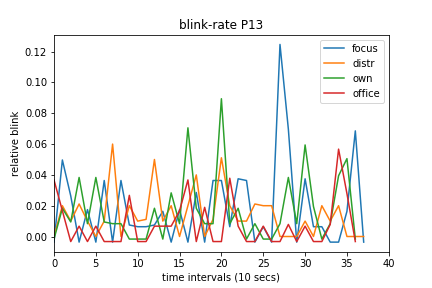 blink-rate P13
relative blink
0.12
0.10
0.08
0.06
0.04
0.02
0.00
focus
distr
own
office
0 5 10 15 20 25 30 35 40
time intervals (10 secs)